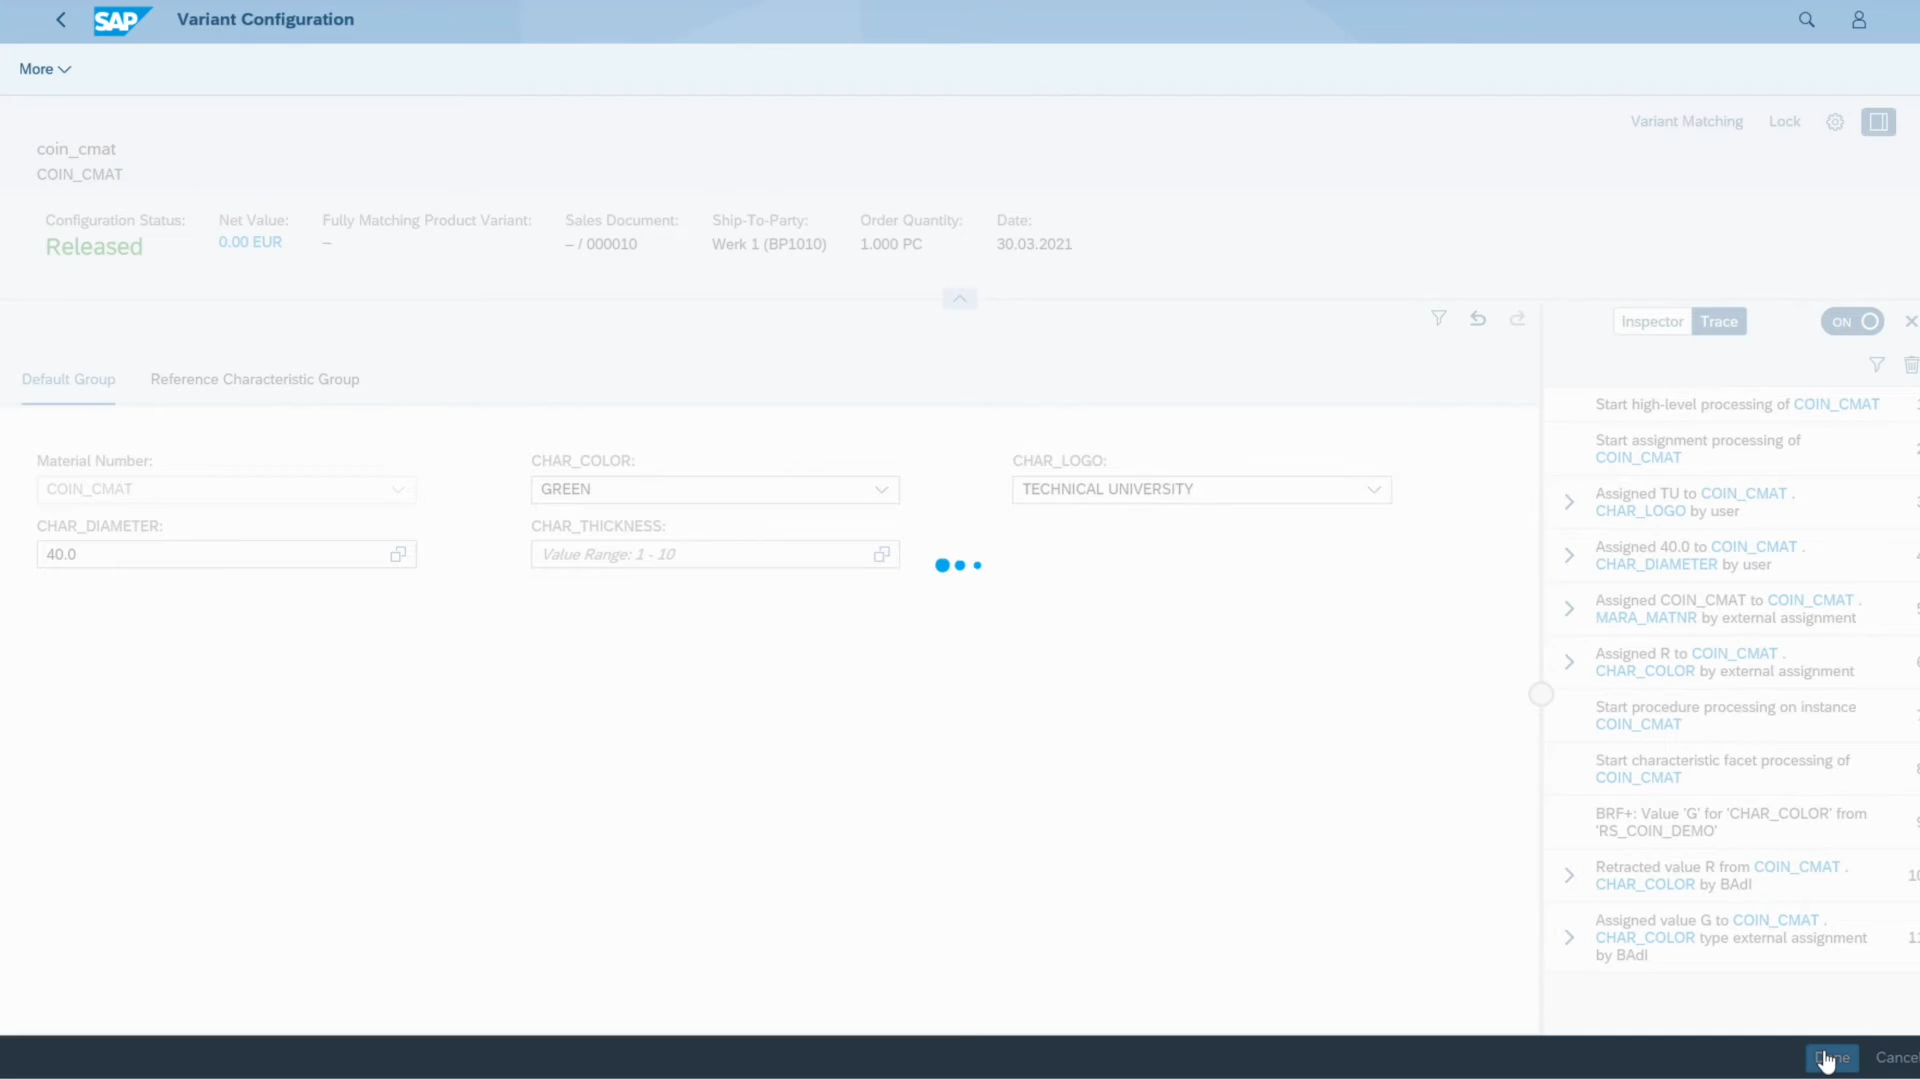 SAP Variant Configuration
More
Variant Matching Lock
coin_cmat
COIN_CMAT
Configuration Status: Net Value: Fully Matching Product Variant: Sales Document: Ship-To-Party: Order Quantity: Date:
Released 0.00 EUR – – / 000010 Werk 1 (BP1010) 1.000 PC 30.03.2021
Inspector Trace ON
Default Group Reference Characteristic Group
Material Number: CHAR_COLOR: CHAR_LOGO:
COIN_CMAT GREEN TECHNICAL UNIVERSITY
CHAR_DIAMETER: CHAR_THICKNESS:
40.0 Value Range: 1 - 10
Start high-level processing of COIN_CMAT
Start assignment processing of
COIN_CMAT
Assigned TU to COIN_CMAT .
CHAR_LOGO by user
Assigned 40.0 to COIN_CMAT .
CHAR_DIAMETER by user
Assigned COIN_CMAT to COIN_CMAT .
MARA_MATNR by external assignment
Assigned R to COIN_CMAT .
CHAR_COLOR by external assignment
Start procedure processing on instance
COIN_CMAT
Start characteristic facet processing of
COIN_CMAT
BRF+: Value 'G' for 'CHAR_COLOR' from
'RS_COIN_DEMO'
Retracted value R from COIN_CMAT .
CHAR_COLOR by BAdI
Assigned value G to COIN_CMAT .
CHAR_COLOR type external assignment
by BAdI
Done Cancel